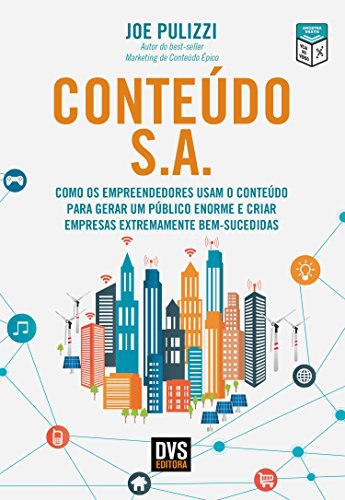 JOE PULIZZI
Autor do best-seller
Marketing de Conteúdo Épico
CONTEÚDO
S.A.
COMO OS EMPREENDEDORES USAM O CONTEÚDO
PARA GERAR UM PÚBLICO ENORME E CRIAR
EMPRESAS EXTREMAMENTE BEM-SUCEDIDAS
DVS
EDITORA